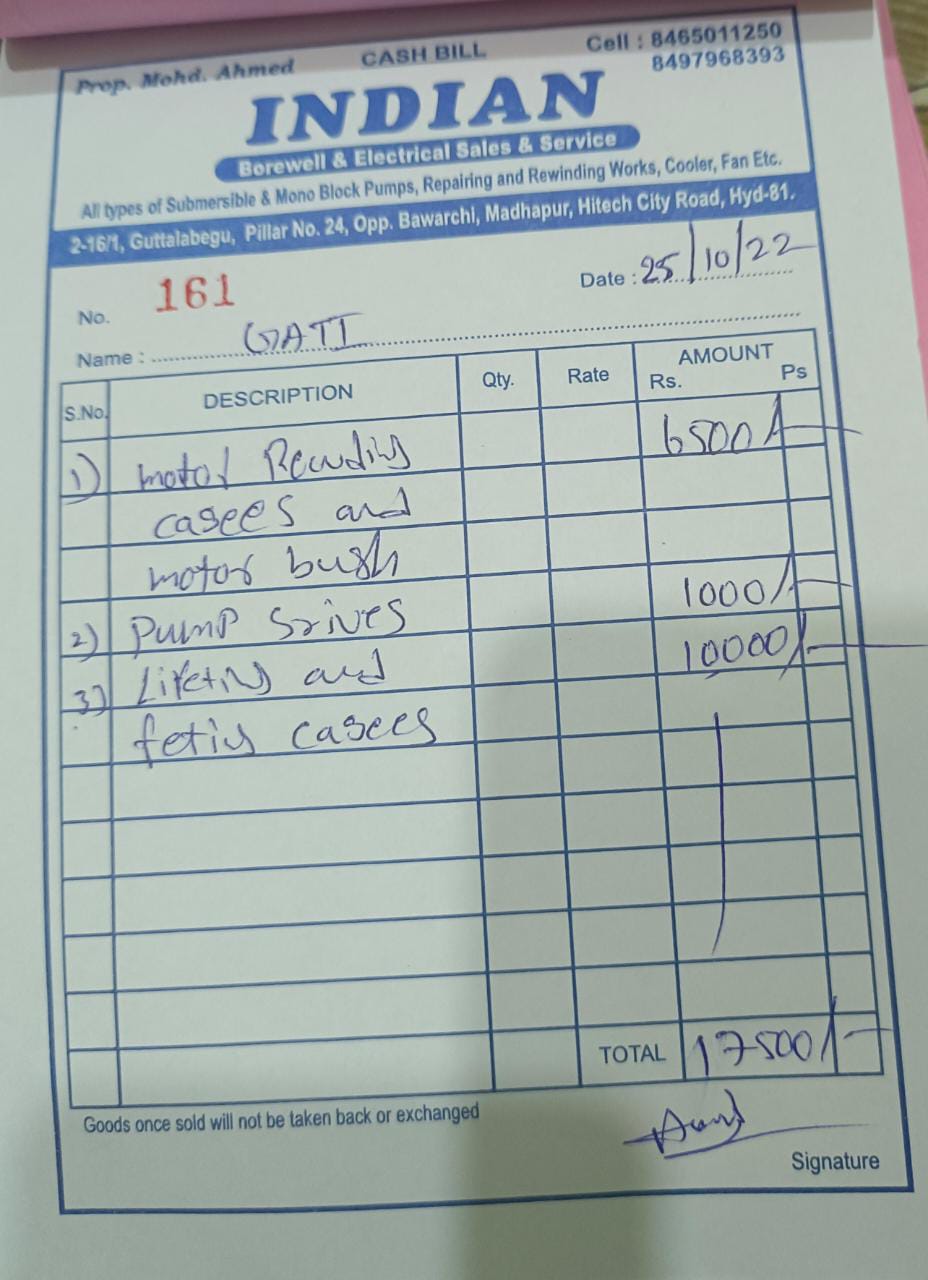 Prop. Mohd. Ahmed CASH BILL Cell : 8465011250
8497968393
INDIAN
Borewell & Electrical Sales & Service
All types of Submersible & Mono Block Pumps, Repairing and Rewinding Works, Cooler, Fan Etc.
2-16/1, Guttalabegu, Pillar No. 24, Opp. Bawarchi, Madhapur, Hitech City Road, Hyd-81.
No. 161 Date : 25/10/22
Name : GATI
S.No. DESCRIPTION Qty. Rate AMOUNT
Rs. Ps
1) motor 6500/-
casees and
motor bush
2) Pump Srives 1000/-
3) Lifeting and 10000/-
fetiy casees
TOTAL 17500/-
Goods once sold will not be taken back or exchanged
Signature